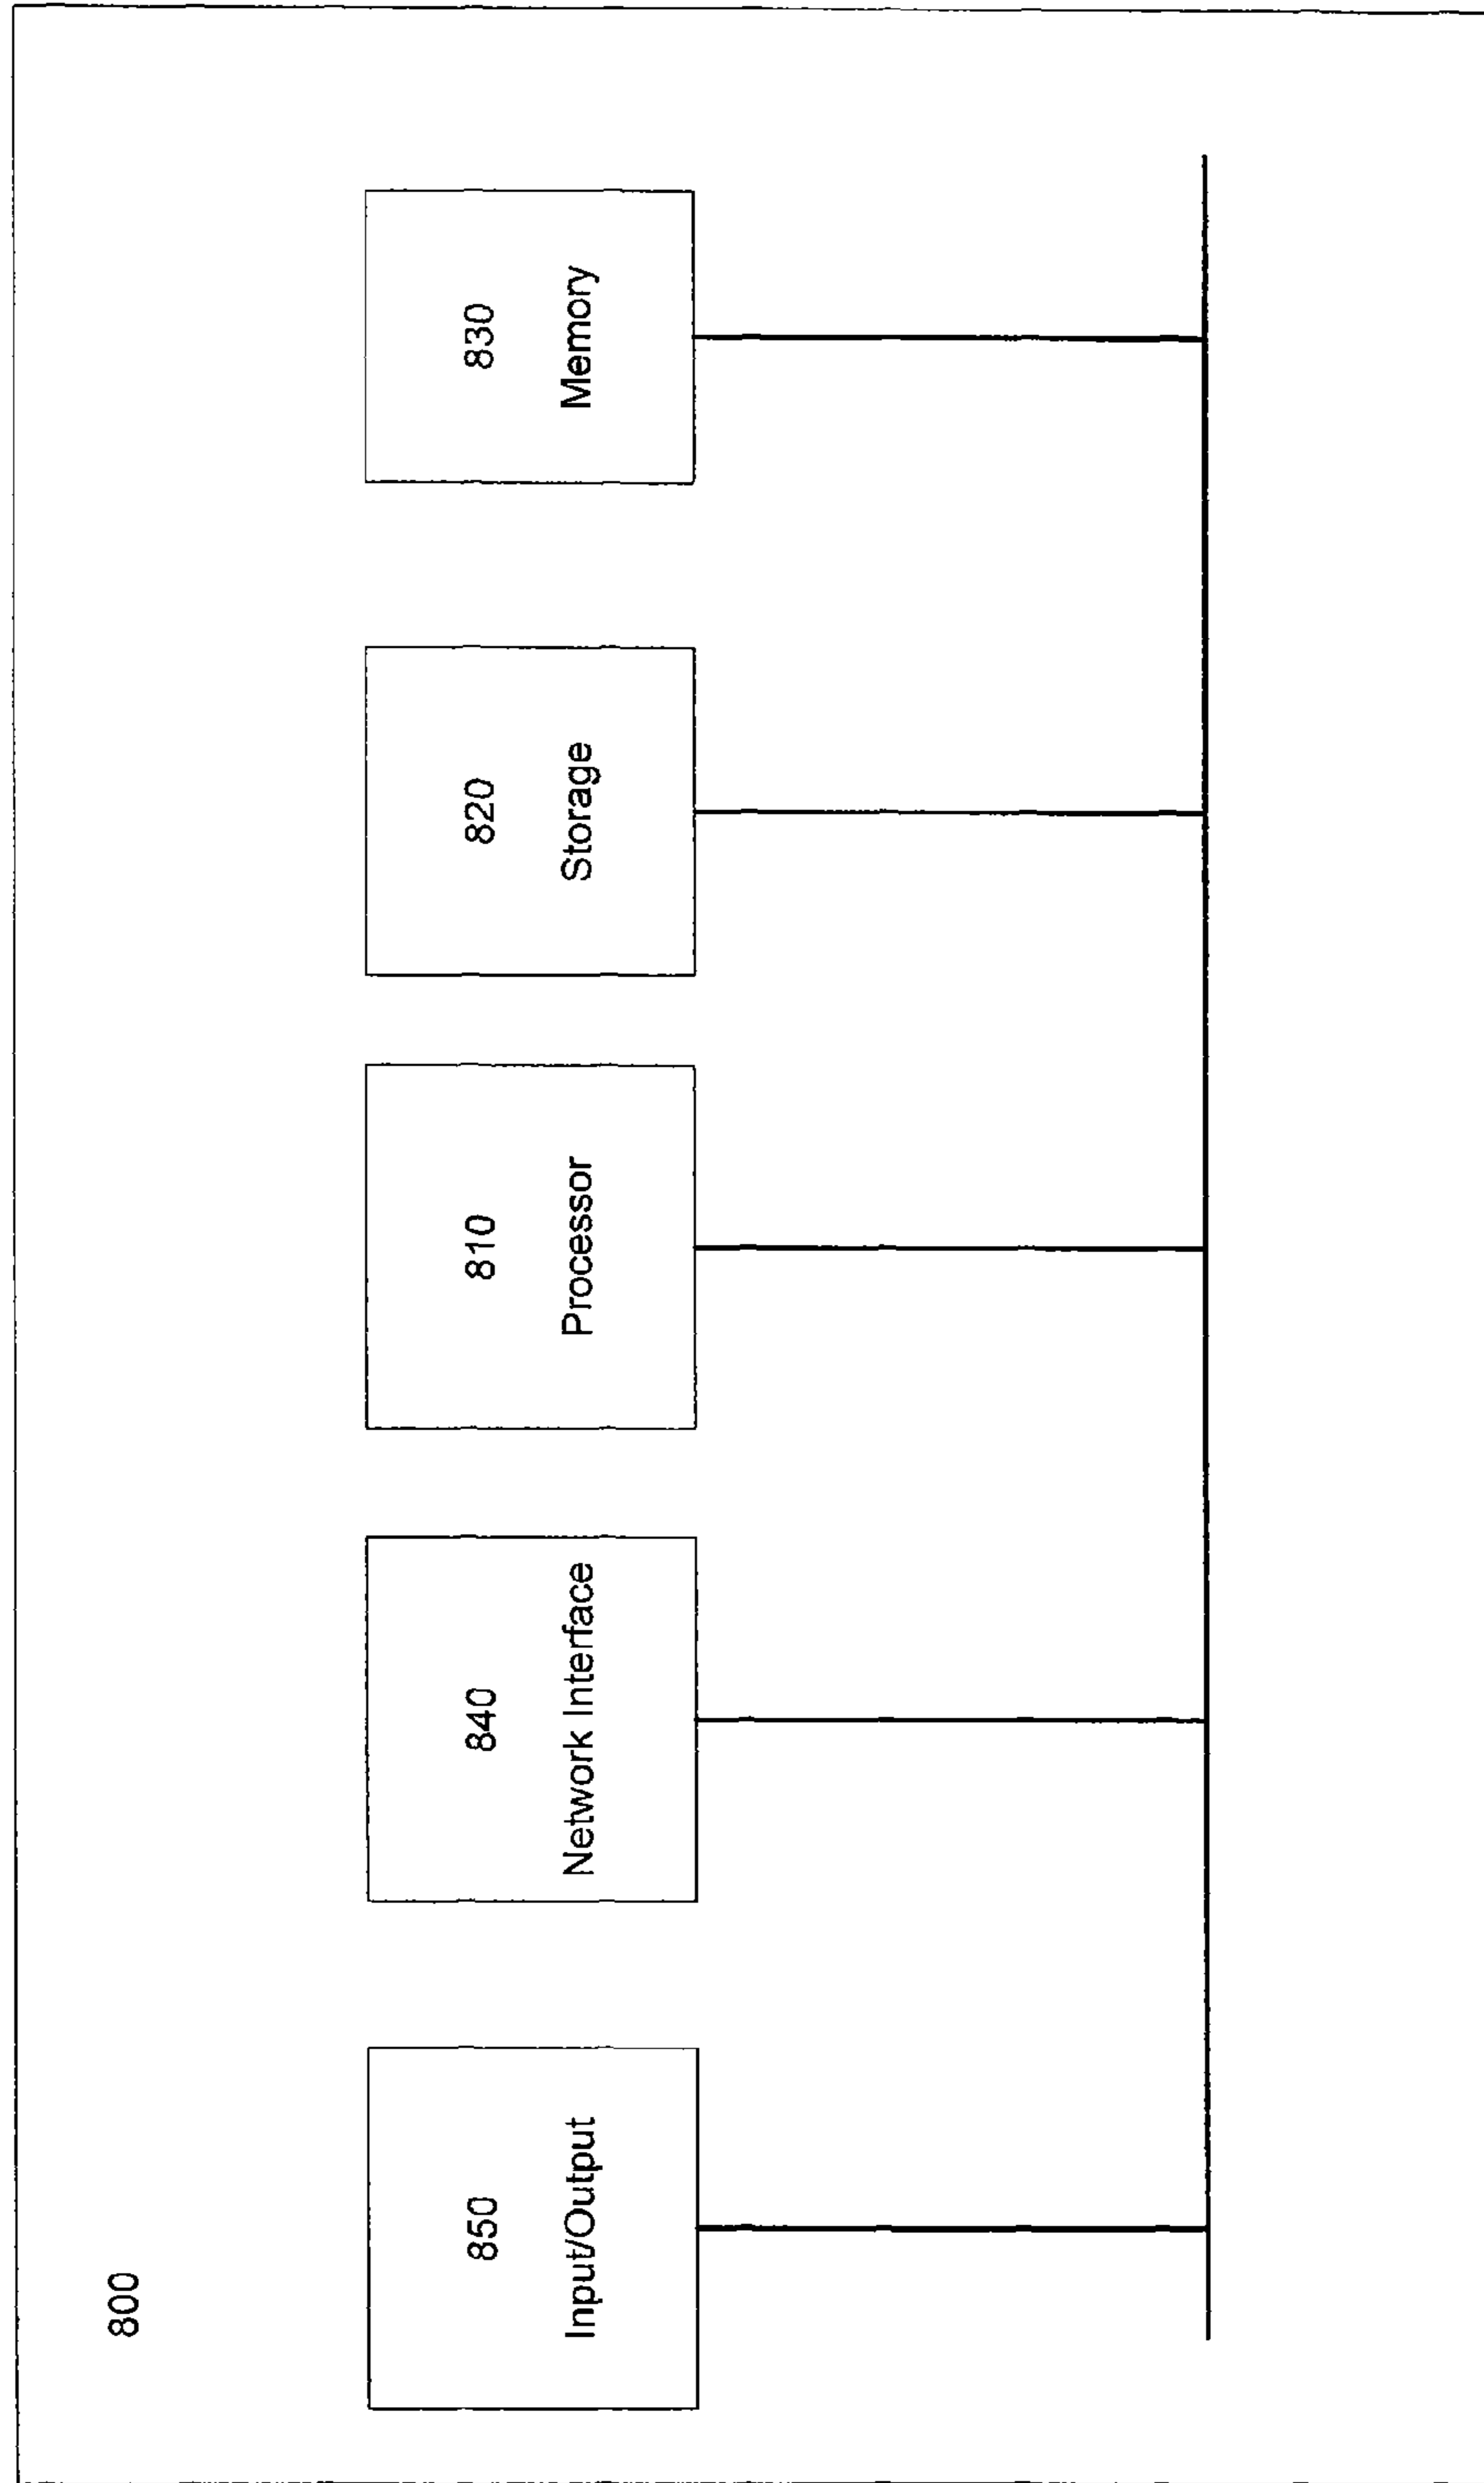 800
850
Input/Output
840
Network Interface
810
Processor
820
Storage
830
Memory